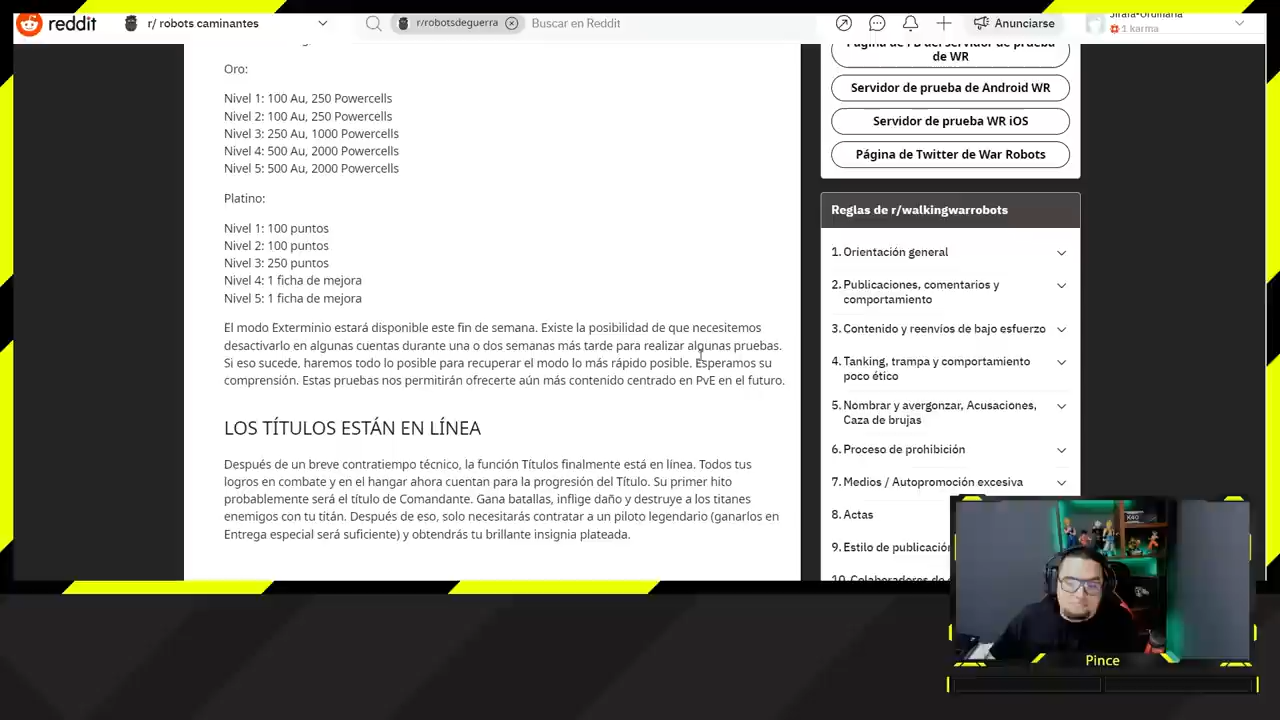 reddit
r/ robots caminantes
r/robotsdeguerra
Buscar en Reddit
Anunciarse
Jirafa-Ordinaria
1 karma
Oro:
Nivel 1: 100 Au, 250 Powercells
Nivel 2: 100 Au, 250 Powercells
Nivel 3: 250 Au, 1000 Powercells
Nivel 4: 500 Au, 2000 Powercells
Nivel 5: 500 Au, 2000 Powercells
Platino:
Nivel 1: 100 puntos
Nivel 2: 100 puntos
Nivel 3: 250 puntos
Nivel 4: 1 ficha de mejora
Nivel 5: 1 ficha de mejora
El modo Exterminio estará disponible este fin de semana. Existe la posibilidad de que necesitemos
desactivarlo en algunas cuentas durante una o dos semanas más tarde para realizar algunas pruebas.
Si eso sucede, haremos todo lo posible para recuperar el modo lo más rápido posible. Esperamos su
comprensión. Estas pruebas nos permitirán ofrecerte aún más contenido centrado en PvE en el futuro.
LOS TÍTULOS ESTÁN EN LÍNEA
Después de un breve contratiempo técnico, la función Títulos finalmente está en línea. Todos tus
logros en combate y en el hangar ahora cuentan para la progresión del Título. Su primer hito
probablemente será el título de Comandante. Gana batallas, inflige daño y destruye a los titanes
enemigos con tu titán. Después de eso, solo necesitarás contratar a un piloto legendario (ganarlos en
Entrega especial será suficiente) y obtendrás tu brillante insignia plateada.
Página de FB del servidor de prueba
de WR
Servidor de prueba de Android WR
Servidor de prueba WR iOS
Página de Twitter de War Robots
Reglas de r/walkingwarrobots
1. Orientación general
2. Publicaciones, comentarios y
comportamiento
3. Contenido y reenvíos de bajo esfuerzo
4. Tanking, trampa y comportamiento
poco ético
5. Nombrar y avergonzar, Acusaciones,
Caza de brujas
6. Proceso de prohibición
7. Medios / Autopromoción excesiva
8. Actas
9. Estilo de publicación
10. Colaboradores de
Pince